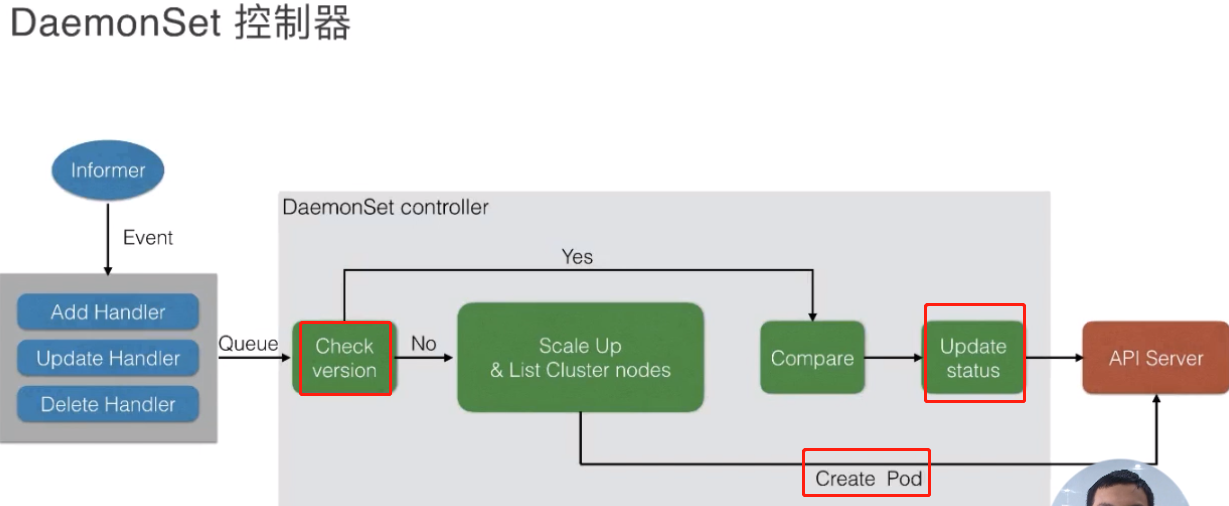 DaemonSet 控制器
Informer
Event
Add Handler
Update Handler
Delete Handler
Queue
DaemonSet controller
Yes
Check
version
No
Scale Up
& List Cluster nodes
Compare
Update
status
API Server
Create Pod